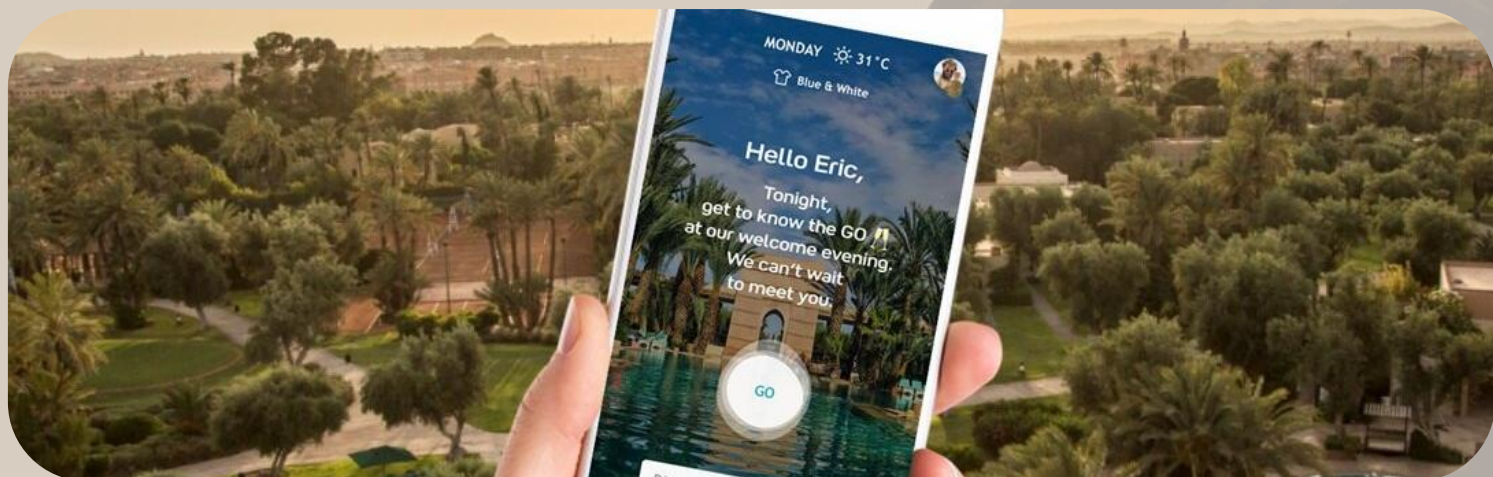 MONDAY 31°C
Blue & White
Hello Eric,
Tonight,
get to know the GO 🥂
at our welcome evening.
We can't wait
to meet you.
GO